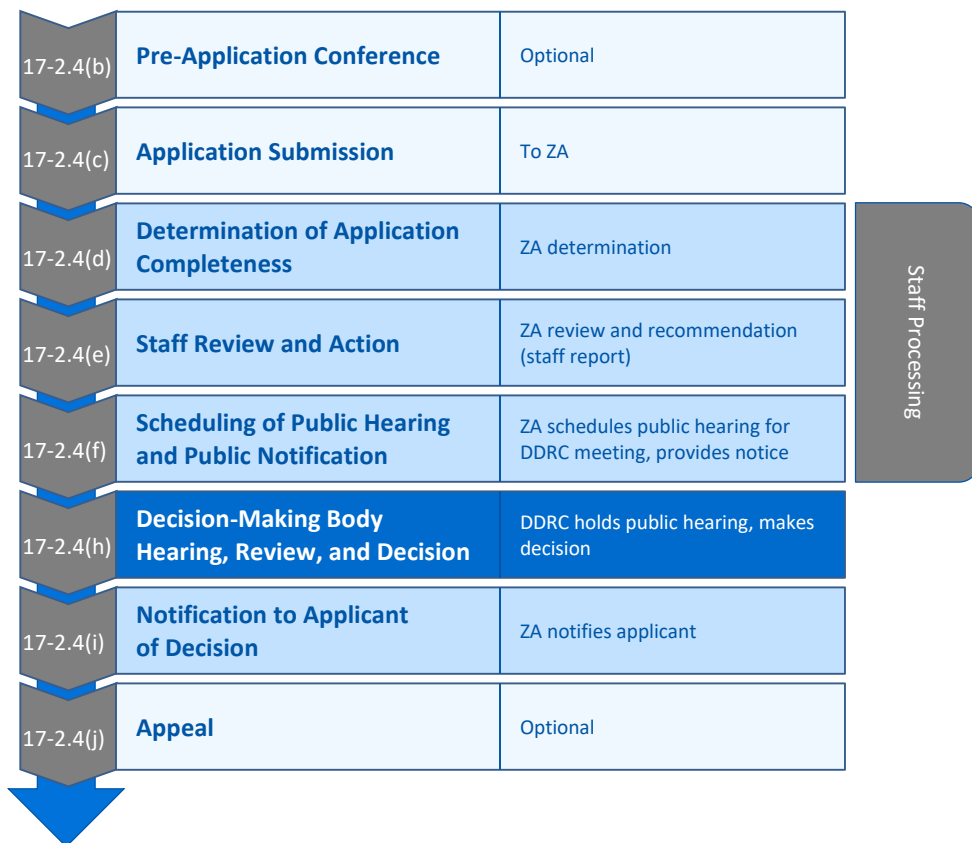 17-2.4(b)
Pre-Application Conference
Optional
17-2.4(c)
Application Submission
To ZA
17-2.4(d)
Determination of Application
Completeness
ZA determination
17-2.4(e)
Staff Review and Action
ZA review and recommendation
(staff report)
17-2.4(f)
Scheduling of Public Hearing
and Public Notification
ZA schedules public hearing for
DDRC meeting, provides notice
Staff Processing
17-2.4(h)
Decision-Making Body
Hearing, Review, and Decision
DDRC holds public hearing, makes
decision
17-2.4(i)
Notification to Applicant
of Decision
ZA notifies applicant
17-2.4(j)
Appeal
Optional